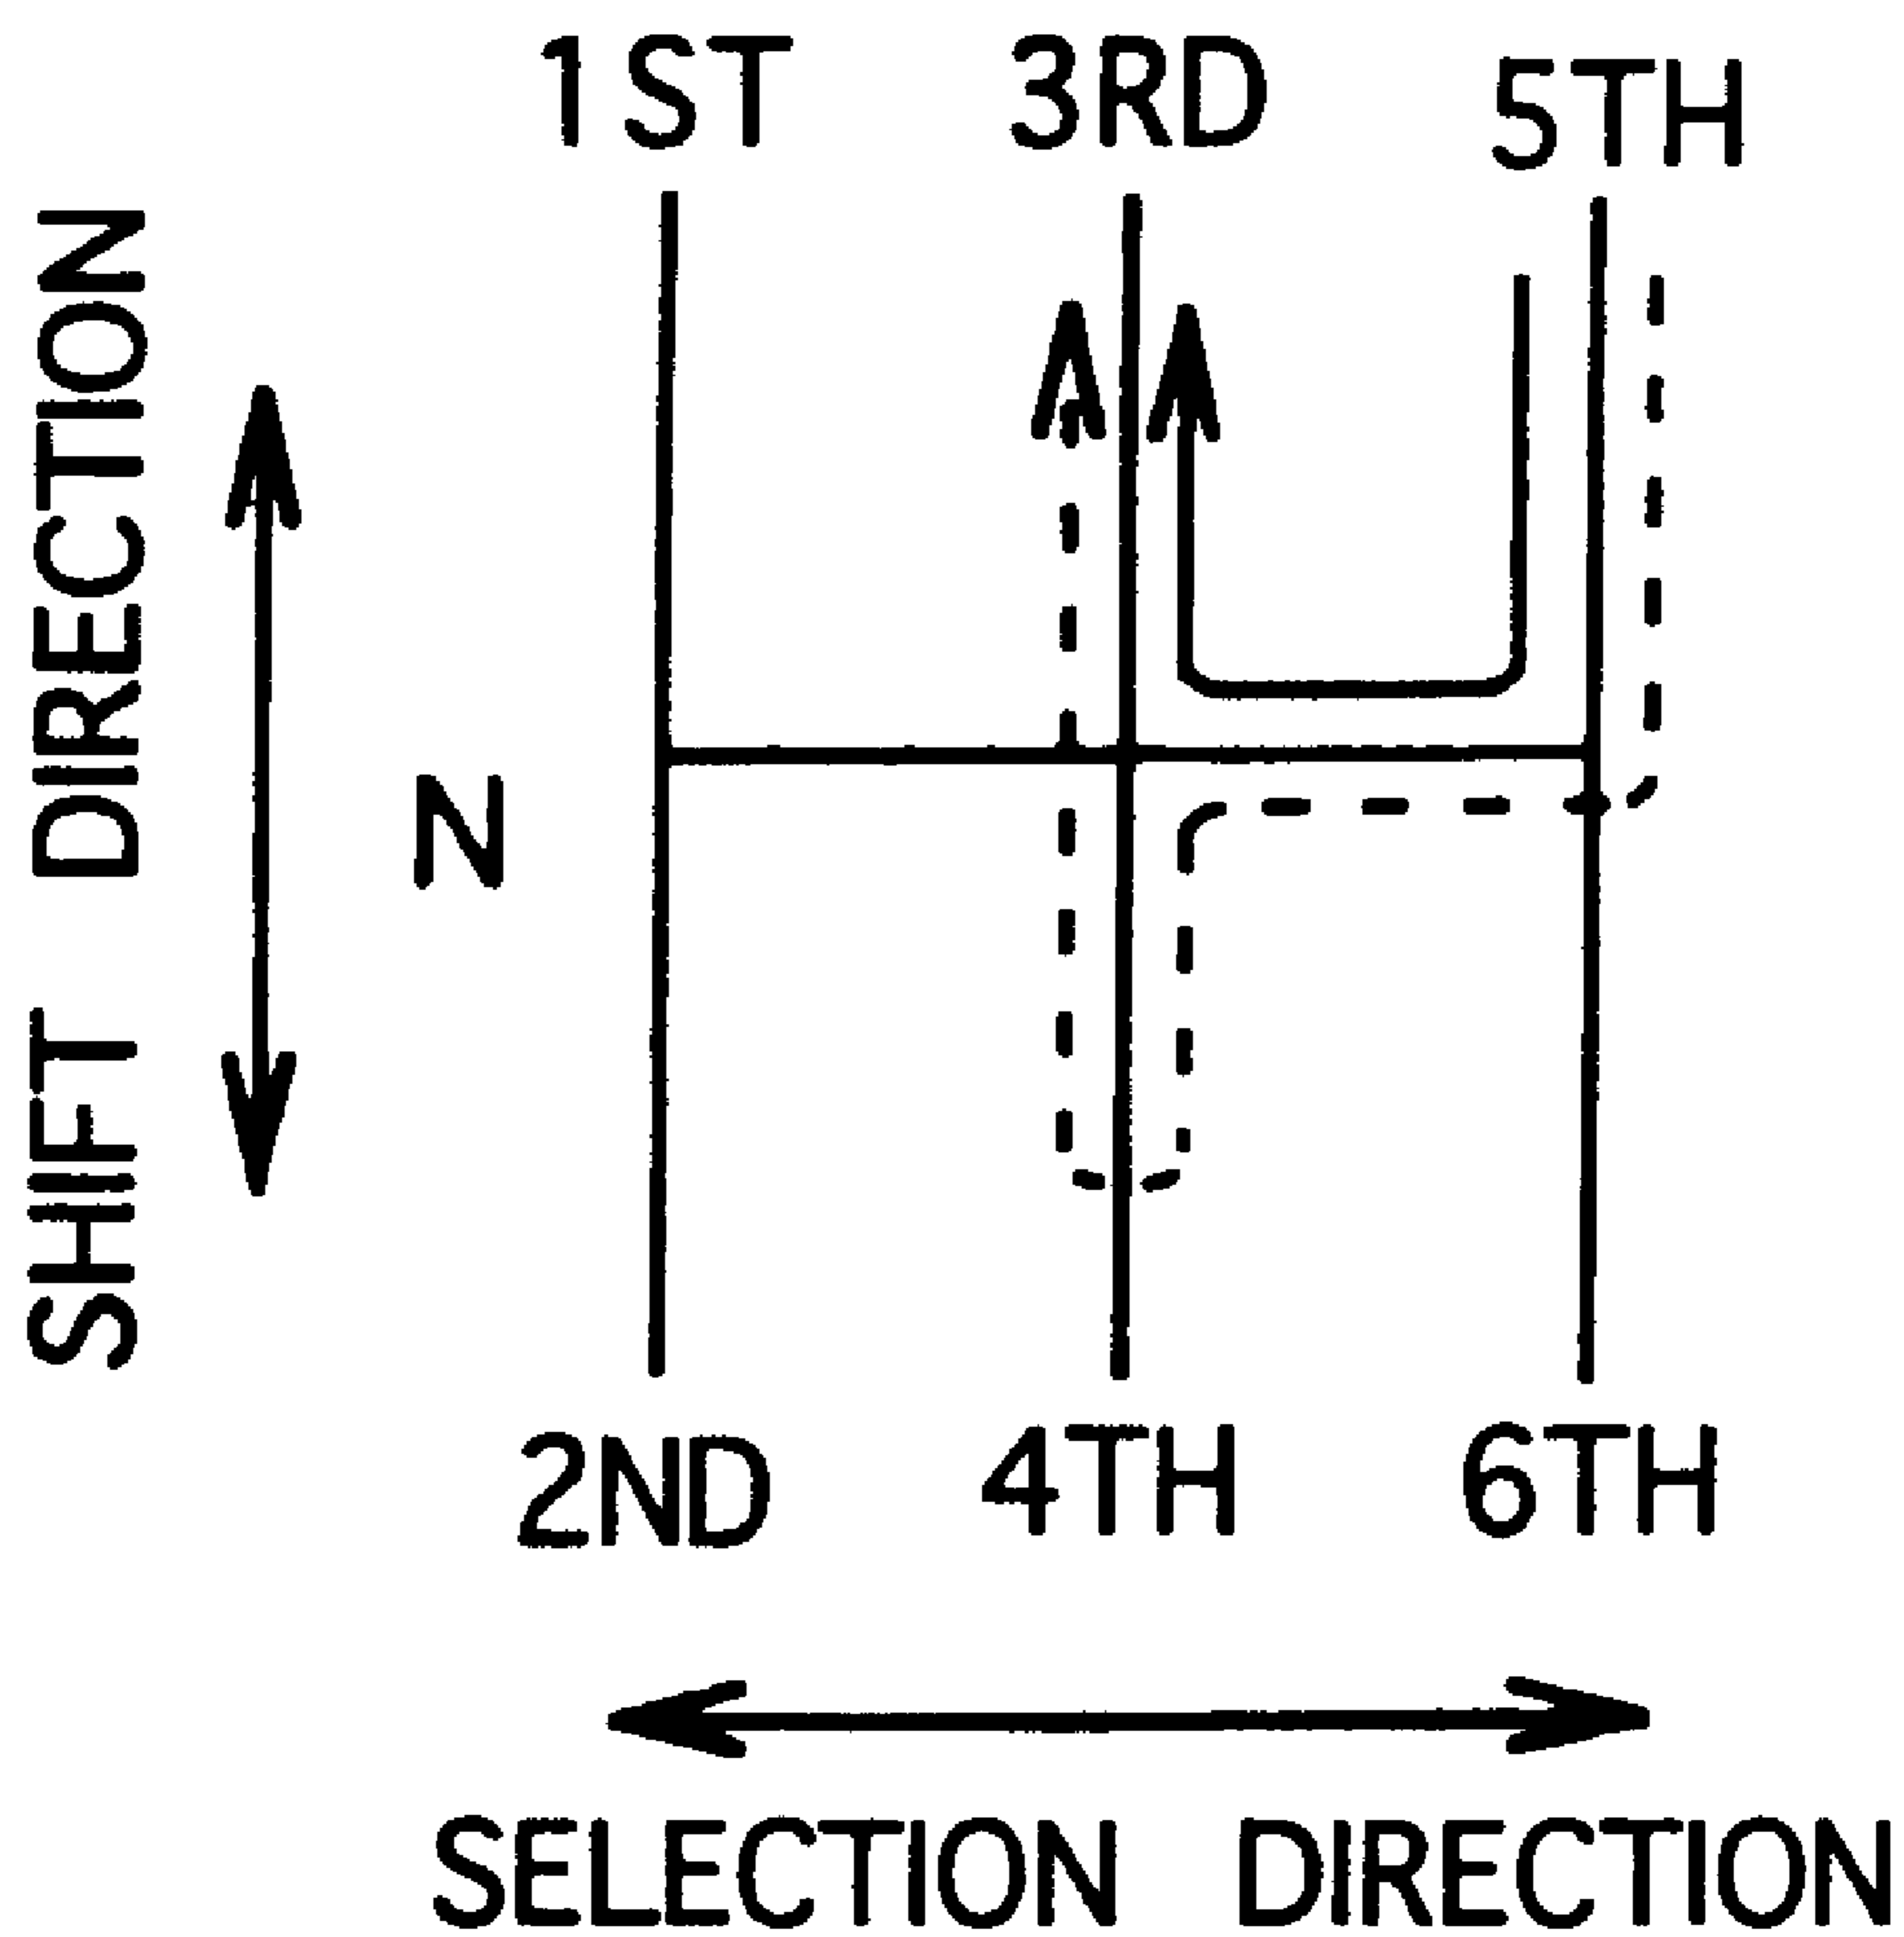 1ST 3RD 5TH
SHIFT DIRECTION
N
2ND 4TH 6TH
SELECTION DIRECTION